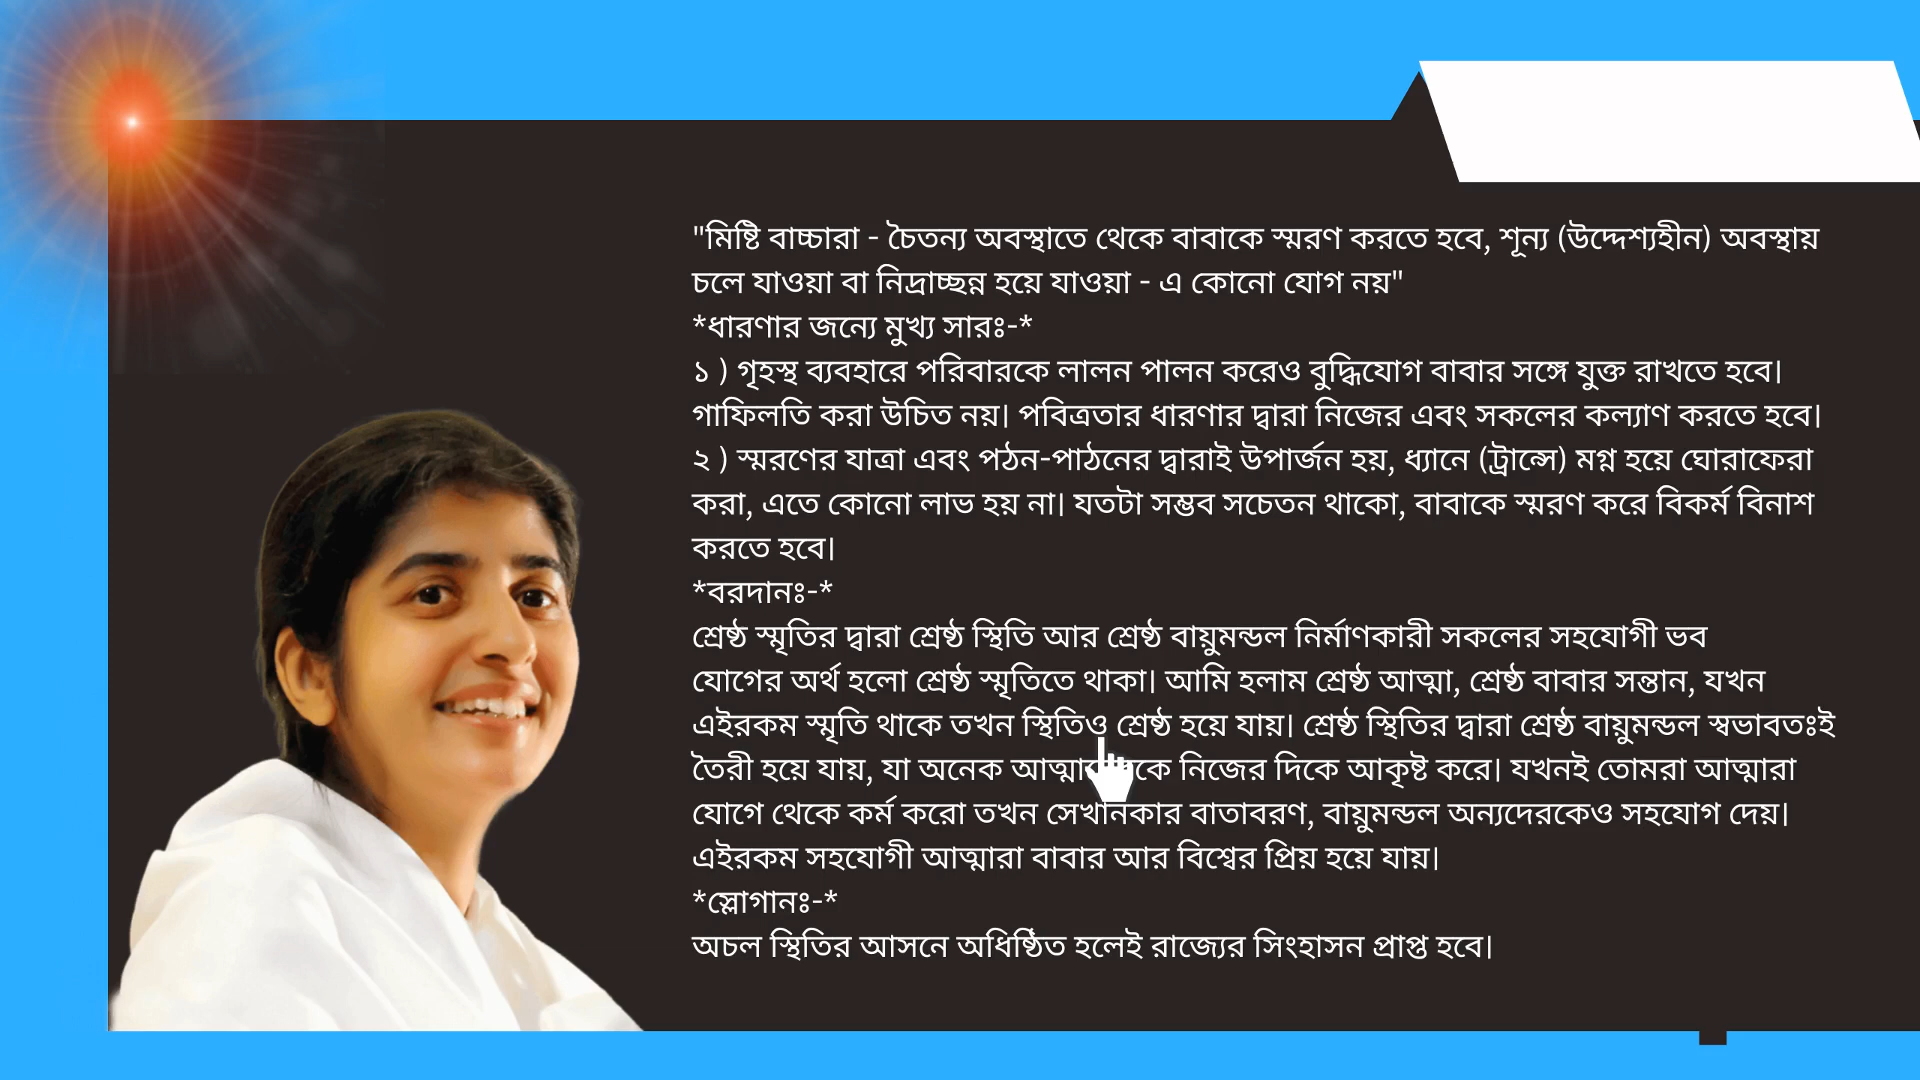 "মিষ্টি বাচ্চারা - চৈতন্য অবস্থাতে থেকে বাবাকে স্মরণ করতে হবে, শূন্য (উদ্দেশ্যহীন) অবস্থায়
চলে যাওয়া বা নিদ্রাচ্ছন্ন হয়ে যাওয়া - এ কোনো যোগ নয়"
*ধারণার জন্যে মুখ্য সারঃ-*
১ ) গৃহস্থ ব্যবহারে পরিবারকে লালন পালন করেও বুদ্ধিযোগ বাবার সঙ্গে যুক্ত রাখতে হবে।
গাফিলতি করা উচিত নয়। পবিত্রতার ধারণার দ্বারা নিজের এবং সকলের কল্যাণ করতে হবে।
২ ) স্মরণের যাত্রা এবং পঠন-পাঠনের দ্বারাই উপার্জন হয়, ধ্যানে (ট্রান্সে) মগ্ন হয়ে ঘোরাফেরা
করা, এতে কোনো লাভ হয় না। যতটা সম্ভব সচেতন থাকো, বাবাকে স্মরণ করে বিকর্ম বিনাশ
করতে হবে।
*বরদানঃ-*
শ্রেষ্ঠ স্মৃতির দ্বারা শ্রেষ্ঠ স্থিতি আর শ্রেষ্ঠ বায়ুমন্ডল নির্মাণকারী সকলের সহযোগী ভব
যোগের অর্থ হলো শ্রেষ্ঠ স্মৃতিতে থাকা। আমি হলাম শ্রেষ্ঠ আত্মা, শ্রেষ্ঠ বাবার সন্তান, যখন
এইরকম স্মৃতি থাকে তখন স্থিতিও শ্রেষ্ঠ হয়ে যায়। শ্রেষ্ঠ স্থিতির দ্বারা শ্রেষ্ঠ বায়ুমন্ডল স্বভাবতঃই
তৈরী হয়ে যায়, যা অনেক নিজের দিকে আকৃষ্ট করে। যখনই তোমরা আত্মারা
যোগে থেকে কর্ম করো তখন সেখানকার বাতাবরণ, বায়ুমন্ডল অন্যদেরকেও সহযোগ দেয়।
এইরকম সহযোগী আত্মারা বাবার আর বিশ্বের প্রিয় হয়ে যায়।
*স্লোগানঃ-*
অচল স্থিতির আসনে অধিষ্ঠিত হলেই রাজ্যের সিংহাসন প্রাপ্ত হবে।